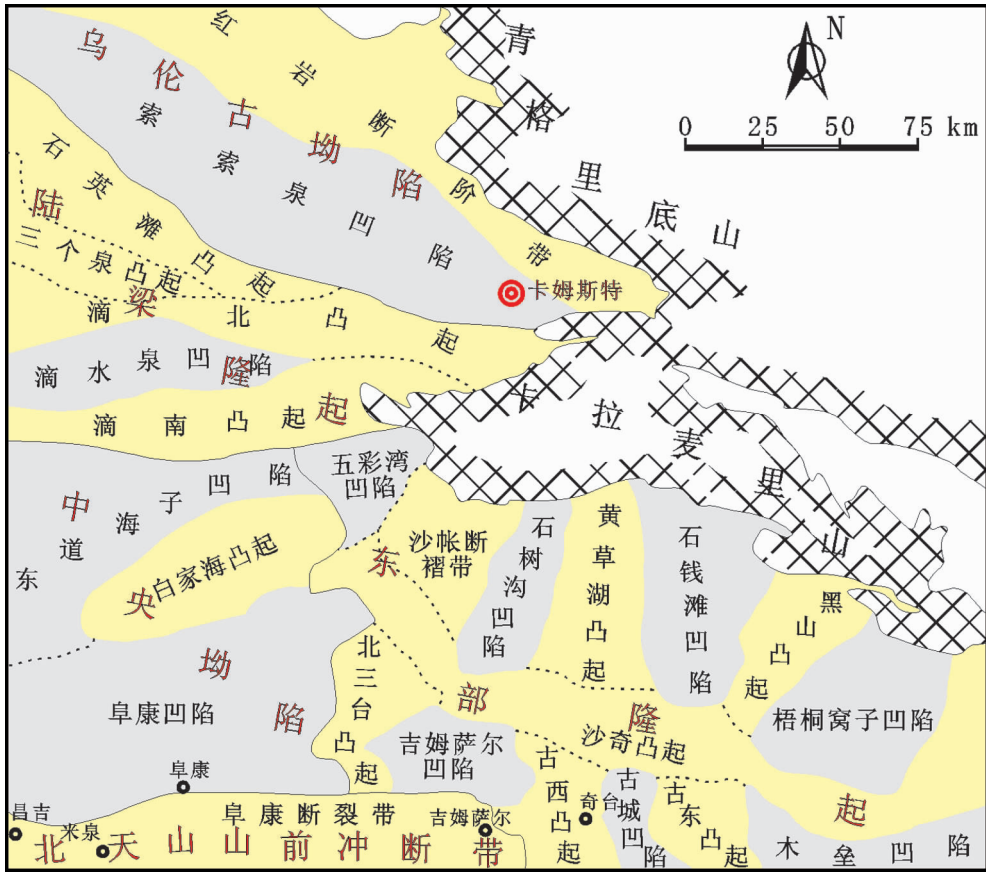 N
0 25 50 75 km
青格里底山
卡拉麦里山
红岩断阶带
乌伦古坳陷
索索泉凹陷
卡姆斯特
石英滩凸起
陆梁隆起
三个泉凸起
滴北凸起
滴水泉凹陷
滴南凸起
五彩湾
凹陷
中央坳陷
东道海子凹陷
白家海凸起
阜康凹陷
东部隆起
沙帐断
褶带
石树沟凹陷
黄草湖凸起
石钱滩凹陷
黑山凸起
梧桐窝子凹陷
北三台凸起
吉姆萨尔
凹陷
沙奇凸起
古西凸起
奇台
古城凹陷
古东凸起
木垒凹陷
阜康
昌吉
米泉
阜康断裂带
吉姆萨尔
北天山山前冲断带